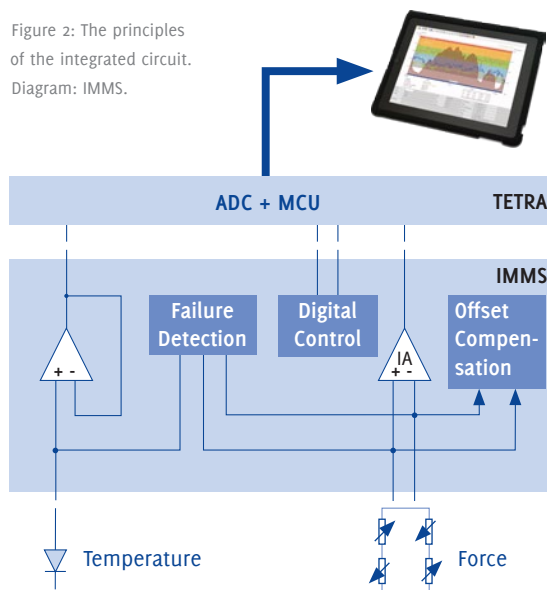 Figure 2: The principles
of the integrated circuit.
Diagram: IMMS.
ADC + MCU
TETRA
IMMS
Failure
Detection
Digital
Control
Offset
Compen-
sation
IA
+ -
+ -
Temperature
Force